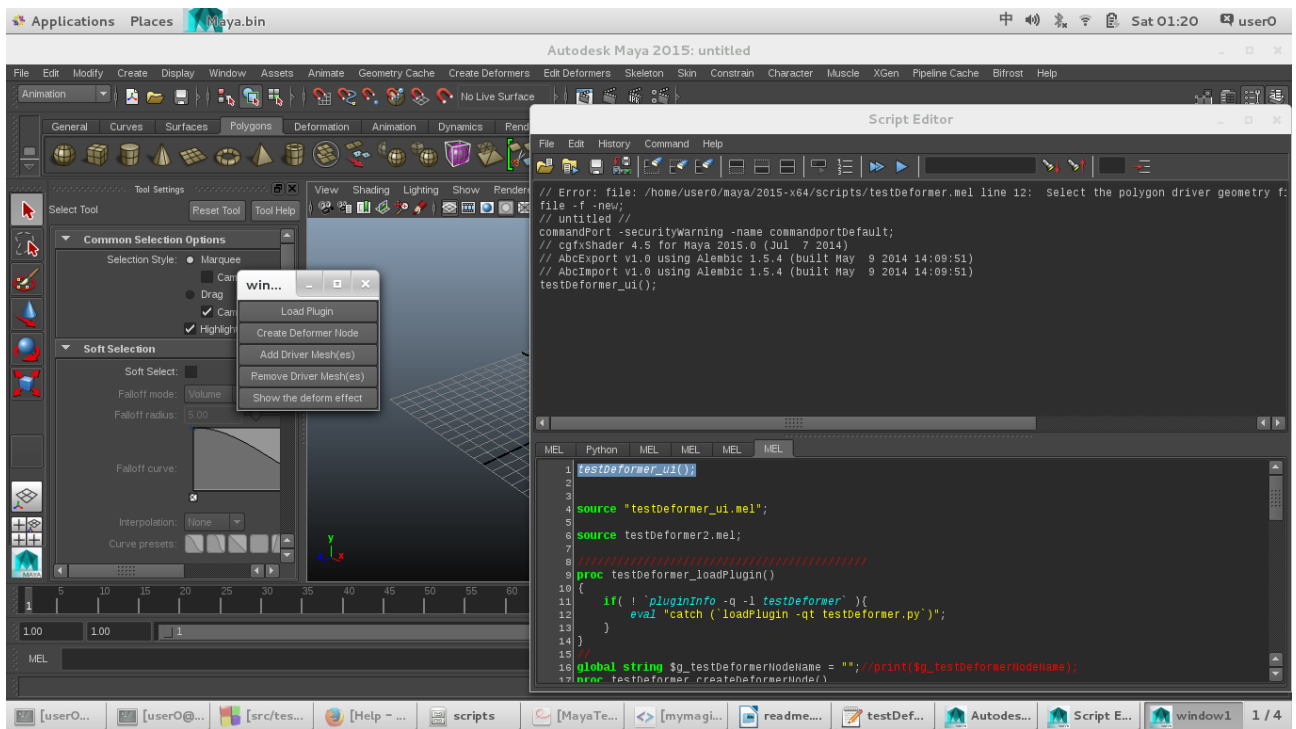 Applications Places Maya.bin 中 Sat 01:20 user0
Autodesk Maya 2015: untitled
File Edit Modify Create Display Window Assets Animate Geometry Cache Create Deformers Edit Deformers Skeleton Skin Constrain Character Muscle XGen Pipeline Cache Bifrost Help
Animation No Live Surface
General Curves Surfaces Polygons Deformation Animation Dynamics
Tool Settings
Select Tool Reset Tool Tool Help
Common Selection Options
Selection Style: Marquee
Drag
Soft Selection
Soft Select:
Falloff mode: Volume
Falloff radius: 5.00
Falloff curve:
Interpolation: None
Curve presets:
MAYA
View Shading Lighting Show
y
x
win...
Load Plugin
Create Deformer Node
Add Driver Mesh(es)
Remove Driver Mesh(es)
Show the deform effect
Script Editor
File Edit History Command Help
// Error: file: /home/user0/maya/2015-x64/scripts/testDeformer.mel line 12: Select the polygon driver geometry
file -f -new;
// untitled //
commandPort -securityWarning -name commandportDefault;
// cgfxShader 4.5 for Maya 2015.0 (Jul 7 2014)
// AbcExport v1.0 using Alembic 1.5.4 (built May 9 2014 14:09:51)
// AbcImport v1.0 using Alembic 1.5.4 (built May 9 2014 14:09:51)
testDeformer_ui();
MEL Python MEL MEL MEL MEL
1 testDeformer_ui();
2
3
4 source "testDeformer_ui.mel";
5
6 source testDeformer2.mel;
7
8 ////////////////////////////////////////////
9 proc testDeformer_loadPlugin()
10 {
11 if( ! `pluginInfo -q -l testDeformer` ){
12 eval "catch (`loadPlugin -qt testDeformer.py`)";
13 }
14 }
15 //
16 global string $g_testDeformerNodeName = "";//print($g_testDeformerNodeName);
17 proc testDeformer_createDeformerNode()
5 10 15 20 25 30 35 40 45 50 55 60
1
1.00 1.00 1
MEL
[user0... [user0@... [src/tes... [Help - ... scripts [MayaTe... [mymagi... readme.... testDef... Autodes... Script E... window1 1 / 4